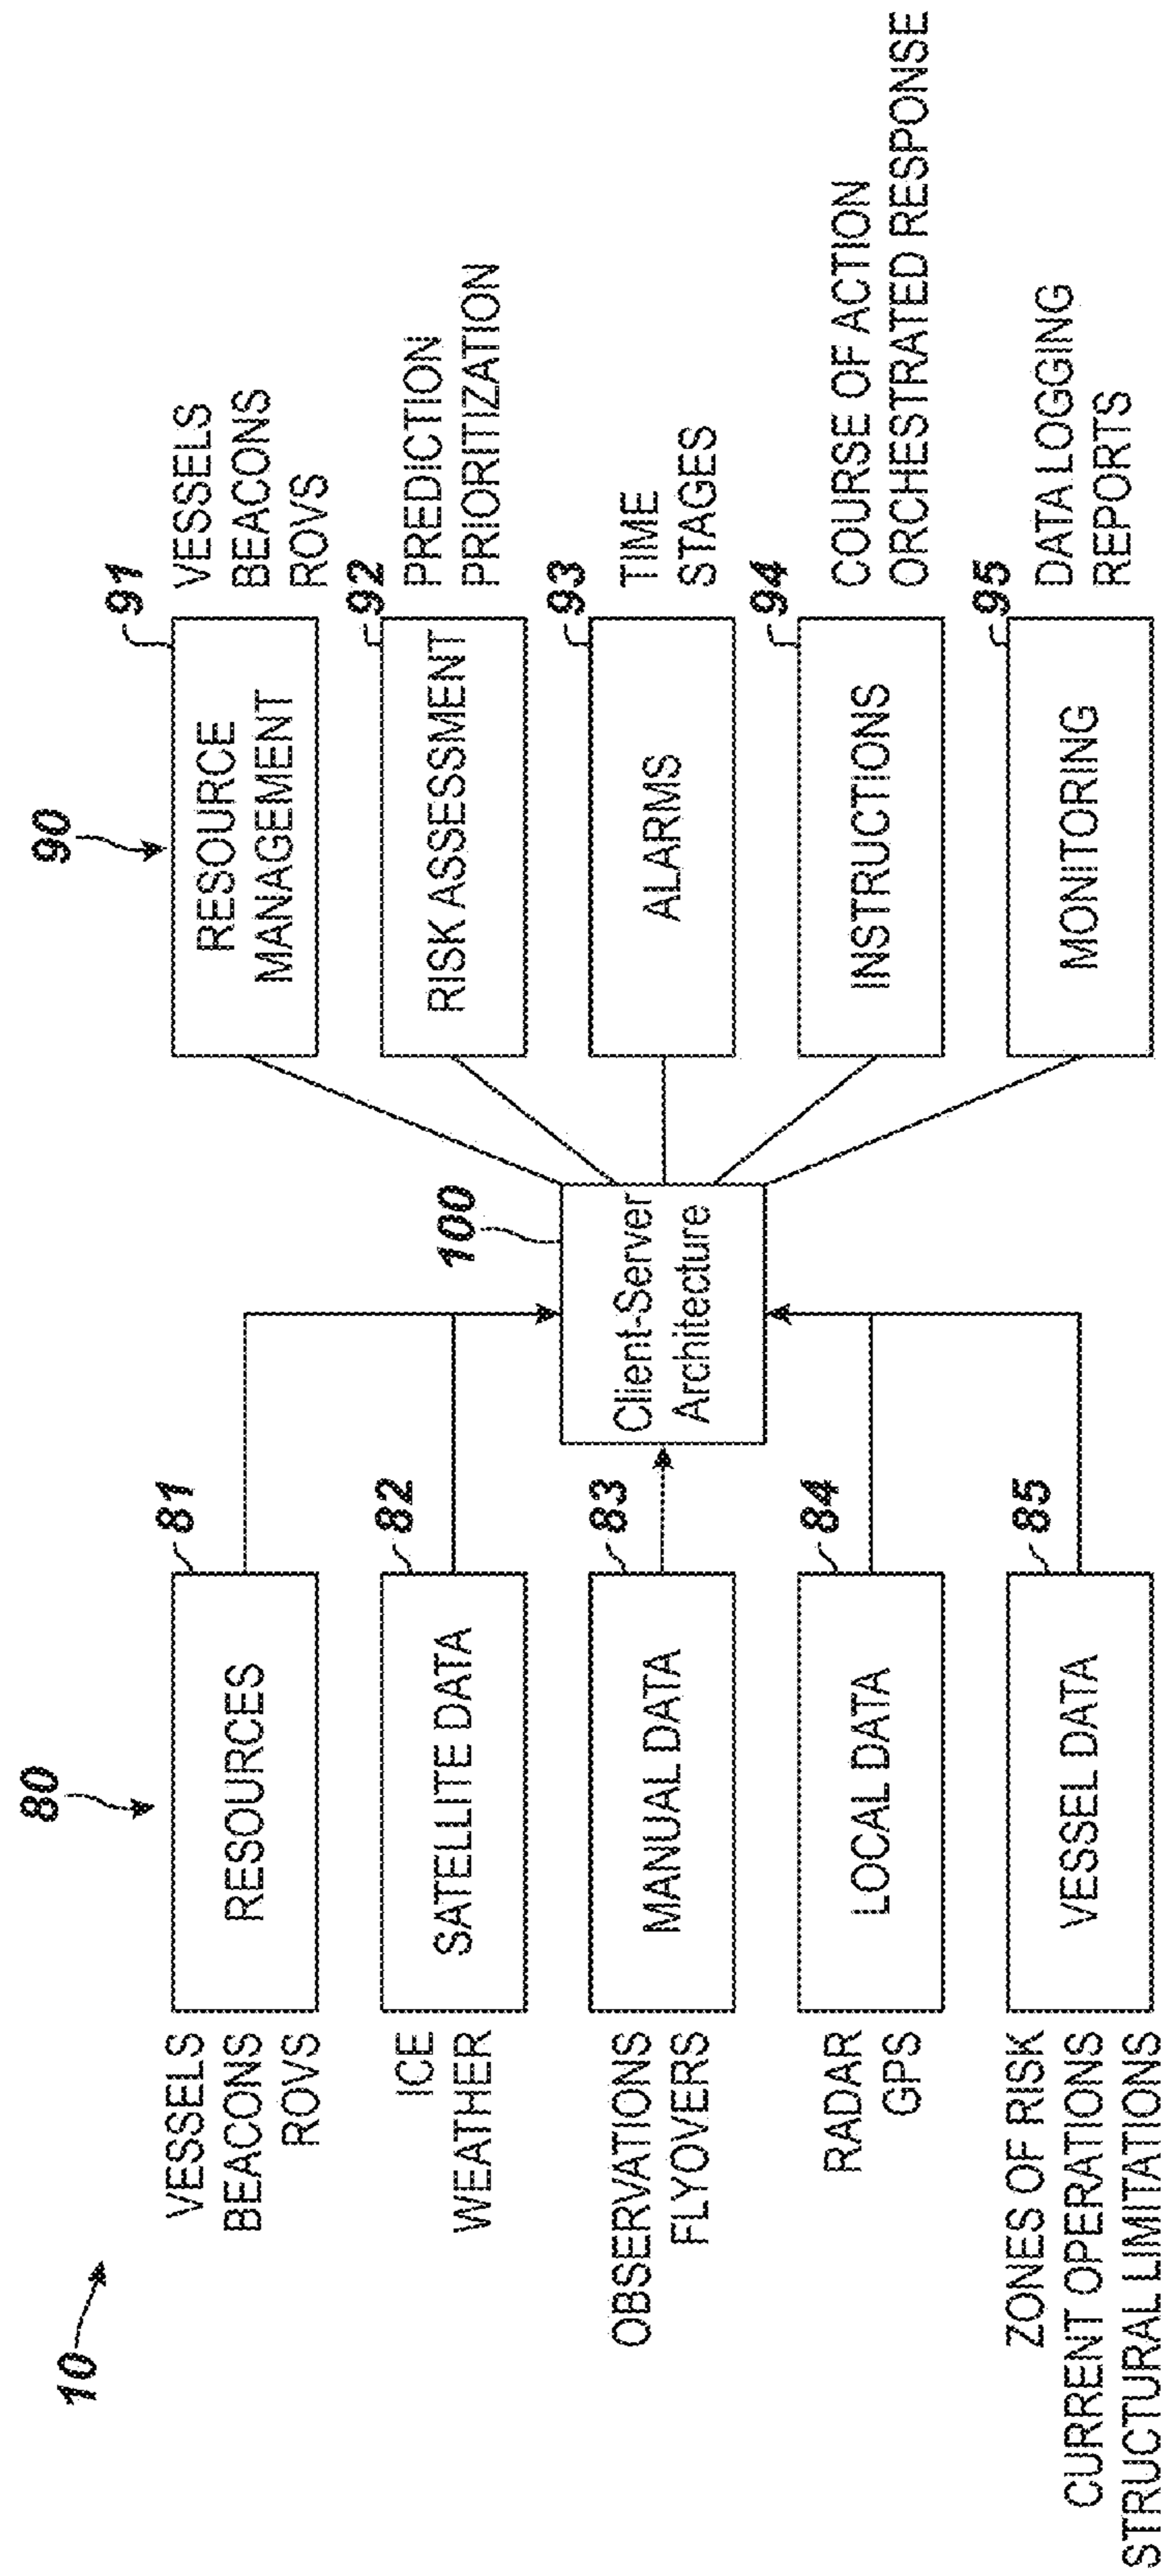 10
80
VESSELS
BEACONS
ROVS
81
RESOURCES
ICE
WEATHER
82
SATELLITE DATA
OBSERVATIONS
FLYOVERS
83
MANUAL DATA
RADAR
GPS
84
LOCAL DATA
ZONES OF RISK
CURRENT OPERATIONS
STRUCTURAL LIMITATIONS
85
VESSEL DATA
100
Client-Server
Architecture
90
91
RESOURCE
MANAGEMENT
VESSELS
BEACONS
ROVS
92
RISK ASSESSMENT
PREDICTION
PRIORITIZATION
93
ALARMS
TIME
STAGES
94
INSTRUCTIONS
COURSE OF ACTION
ORCHESTRATED RESPONSE
95
MONITORING
DATA LOGGING
REPORTS